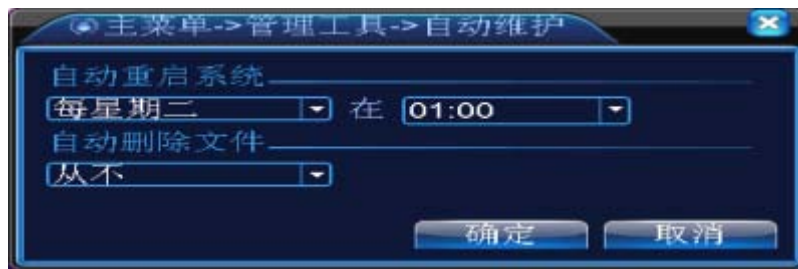 主菜单->管理工具->自动维护
自动重启系统
每星期二 在 01:00
自动删除文件
从不
确定 取消